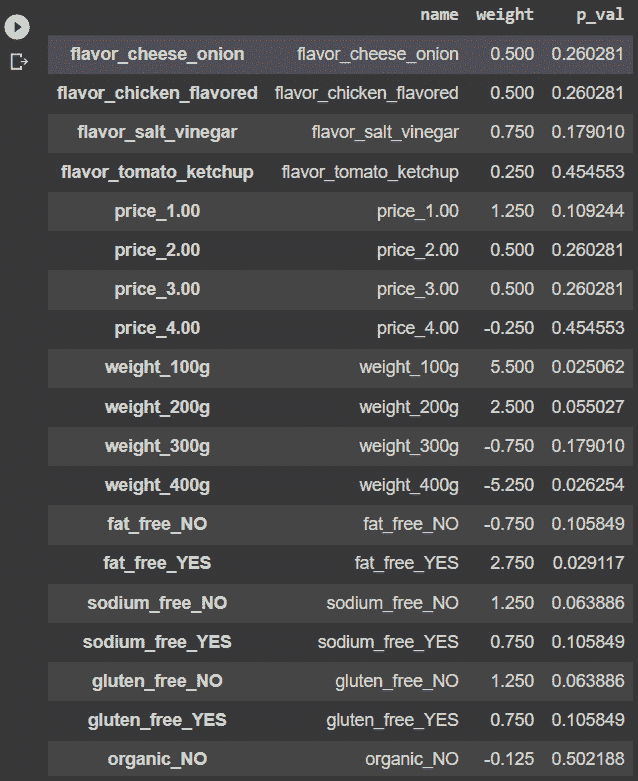 name weight p_val
flavor_cheese_onion flavor_cheese_onion 0.500 0.260281
flavor_chicken_flavored flavor_chicken_flavored 0.500 0.260281
flavor_salt_vinegar flavor_salt_vinegar 0.750 0.179010
flavor_tomato_ketchup flavor_tomato_ketchup 0.250 0.454553
price_1.00 price_1.00 1.250 0.109244
price_2.00 price_2.00 0.500 0.260281
price_3.00 price_3.00 0.500 0.260281
price_4.00 price_4.00 -0.250 0.454553
weight_100g weight_100g 5.500 0.025062
weight_200g weight_200g 2.500 0.055027
weight_300g weight_300g -0.750 0.179010
weight_400g weight_400g -5.250 0.026254
fat_free_NO fat_free_NO -0.750 0.105849
fat_free_YES fat_free_YES 2.750 0.029117
sodium_free_NO sodium_free_NO 1.250 0.063886
sodium_free_YES sodium_free_YES 0.750 0.105849
gluten_free_NO gluten_free_NO 1.250 0.063886
gluten_free_YES gluten_free_YES 0.750 0.105849
organic_NO organic_NO -0.125 0.502188